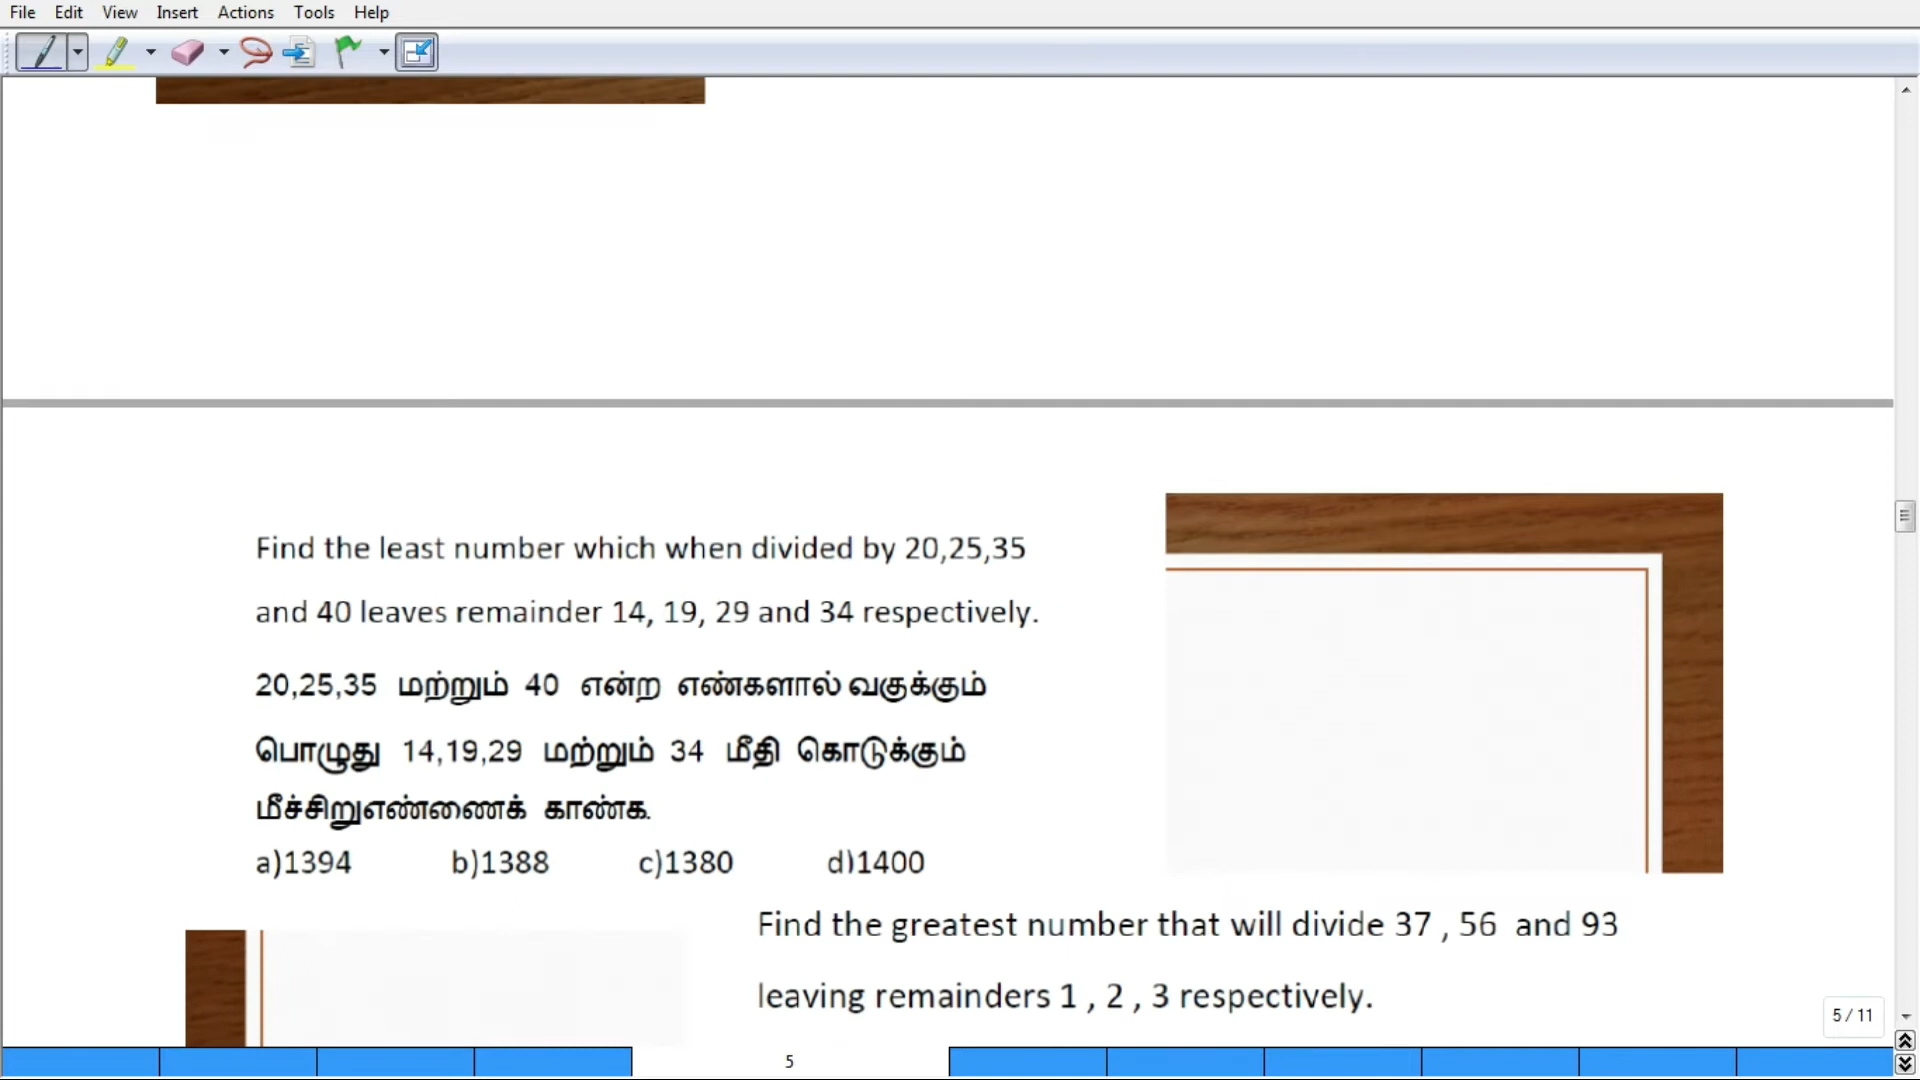 File Edit View Insert Actions Tools Help
Find the least number which when divided by 20,25,35
and 40 leaves remainder 14, 19, 29 and 34 respectively.
20,25,35 மற்றும் 40 என்ற எண்களால் வகுக்கும்
பொழுது 14,19,29 மற்றும் 34 மீதி கொடுக்கும்
மீச்சிறுஎண்ணைக் காண்க.
a)1394 b)1388 c)1380 d)1400
Find the greatest number that will divide 37 , 56 and 93
leaving remainders 1 , 2 , 3 respectively.
5 / 11
5